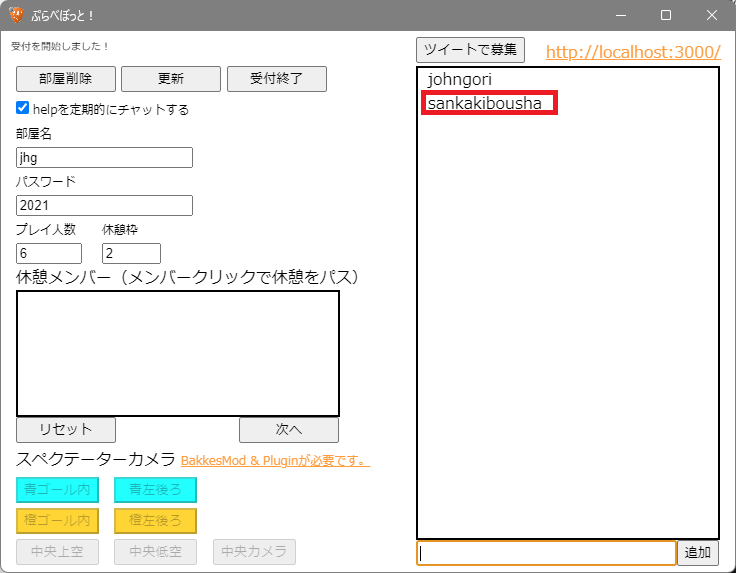 ぷらべぼっと！
受付を開始しました！
部屋削除 更新 受付終了
helpを定期的にチャットする
部屋名
jhg
パスワード
2021
プレイ人数 休憩枠
6 2
休憩メンバー（メンバークリックで休憩をパス）
リセット 次へ
スペクテーターカメラ BakkesMod & Pluginが必要です。
青ゴール内 青左後ろ
橙ゴール内 橙左後ろ
中央上空 中央低空 中央カメラ
ツイートで募集 http://localhost:3000/
johngori
sankakibousha
追加